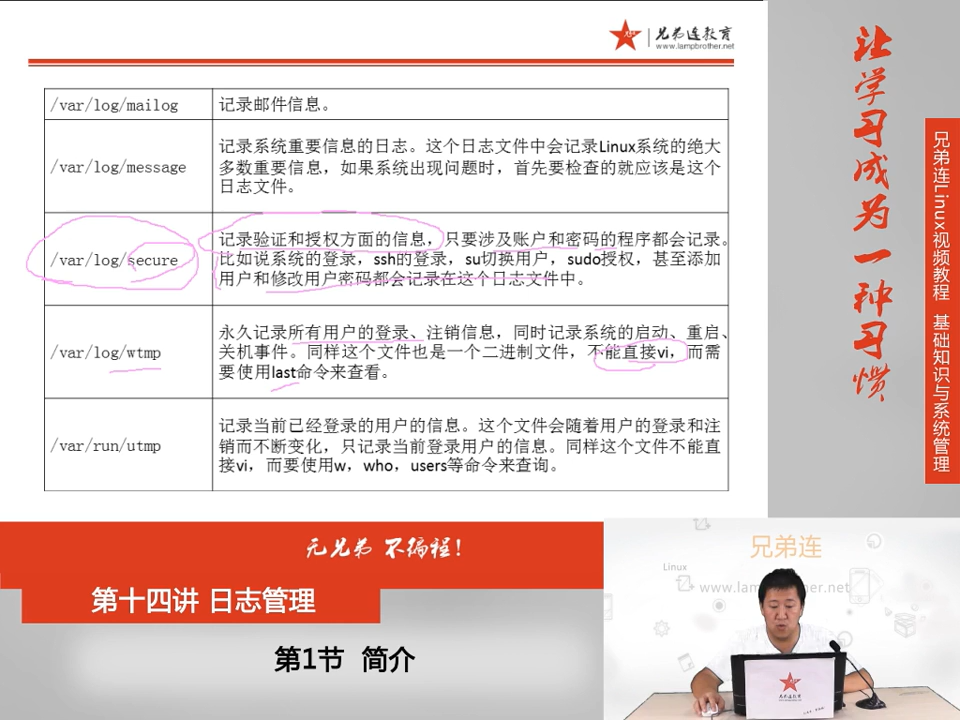 兄弟连教育
www.lampbrother.net
/var/log/mailog
记录邮件信息。
/var/log/message
记录系统重要信息的日志。这个日志文件中会记录Linux系统的绝大
多数重要信息，如果系统出现问题时，首先要检查的就应该是这个
日志文件。
/var/log/secure
记录验证和授权方面的信息，只要涉及账户和密码的程序都会记录。
比如说系统的登录，ssh的登录，su切换用户，sudo授权，甚至添加
用户和修改用户密码都会记录在这个日志文件中。
/var/log/wtmp
永久记录所有用户的登录、注销信息，同时记录系统的启动、重启、
关机事件。同样这个文件也是一个二进制文件，不能直接vi，而需
要使用last命令来查看。
/var/run/utmp
记录当前已经登录的用户的信息。这个文件会随着用户的登录和注
销而不断变化，只记录当前登录用户的信息。同样这个文件不能直
接vi，而要使用w，who，users等命令来查询。
让学习成为一种习惯
兄弟连Linux视频教程 基础知识与系统管理
无兄弟 不编程！
第十四讲 日志管理
第1节 简介
兄弟连
Linux